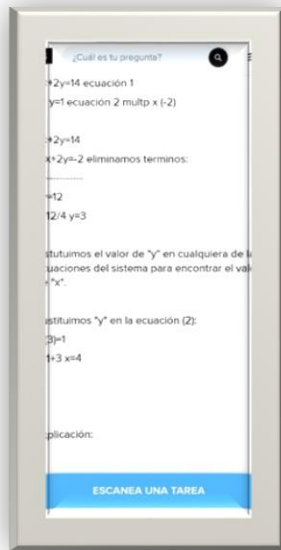 ¿Cuál es tu pregunta?
+2y=14 ecuación 1
y=1 ecuación 2 multp x (-2)
+2y=14
x+2y=-2 eliminamos terminos:
------------
=12
12/4 y=3
stutuimos el valor de "y" en cualquiera de l
uaciones del sistema para encontrar el val
"x".
stituimos "y" en la ecuación (2):
(3)=1
1+3 x=4
plicación:
ESCANEA UNA TAREA